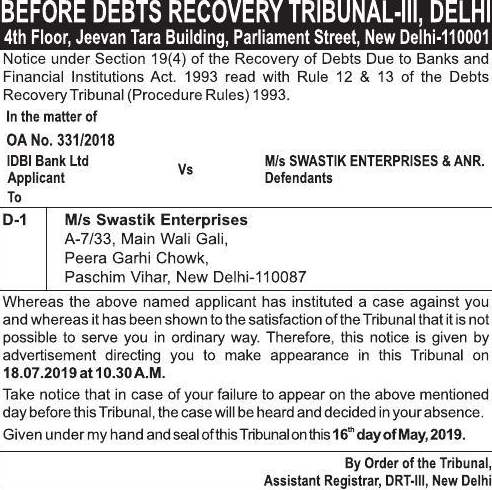 BEFORE DEBTS RECOVERY TRIBUNAL-III, DELHI
4th Floor, Jeevan Tara Building, Parliament Street, New Delhi-110001
Notice under Section 19(4) of the Recovery of Debts Due to Banks and
Financial Institutions Act. 1993 read with Rule 12 & 13 of the Debts
Recovery Tribunal (Procedure Rules) 1993.
In the matter of
OA No. 331/2018
IDBI Bank Ltd
Applicant
Vs
M/s SWASTIK ENTERPRISES & ANR.
Defendants
To
D-1 M/s Swastik Enterprises
A-7/33, Main Wali Gali,
Peera Garhi Chowk,
Paschim Vihar, New Delhi-110087
Whereas the above named applicant has instituted a case against you
and whereas it has been shown to the satisfaction of the Tribunal that it is not
possible to serve you in ordinary way. Therefore, this notice is given by
advertisement directing you to make appearance in this Tribunal on
18.07.2019 at 10.30 A.M.
Take notice that in case of your failure to appear on the above mentioned
day before this Tribunal, the case will be heard and decided in your absence.
Given under my hand and seal of this Tribunal on this 16th day of May, 2019.
By Order of the Tribunal,
Assistant Registrar, DRT-III, New Delhi